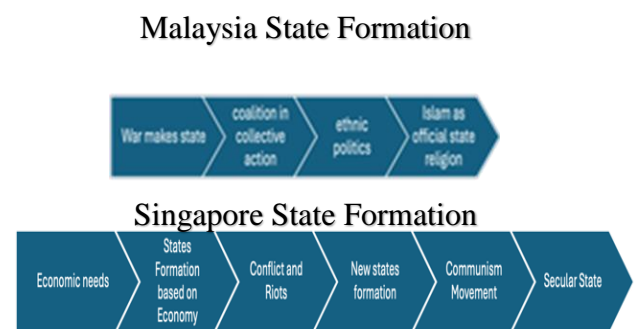 Malaysia State Formation
War makes state
coalition in
collective
action
ethnic
politics
Islam as
official state
religion
Singapore State Formation
Economic needs
States
Formation
based on
Economy
Conflict and
Riots
New states
formation
Communism
Movement
Secular State